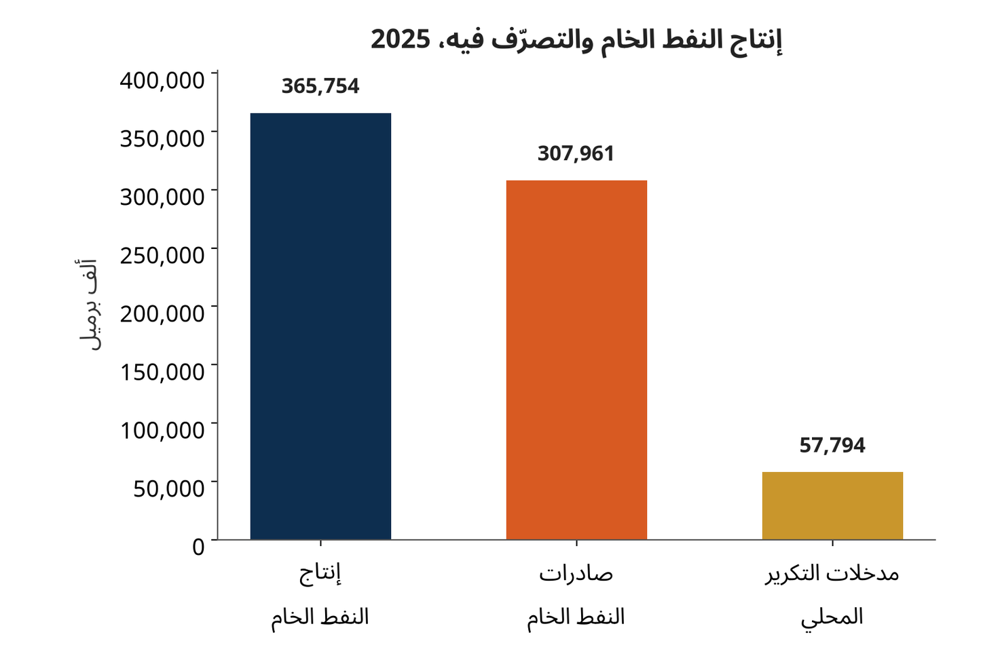 إنتاج النفط الخام والتصرّف فيه، 2025
400,000
350,000
300,000
250,000
200,000
150,000
100,000
50,000
0
ألف برميل
365,754
307,961
57,794
إنتاج
النفط الخام
صادرات
النفط الخام
مدخلات التكرير
المحلي